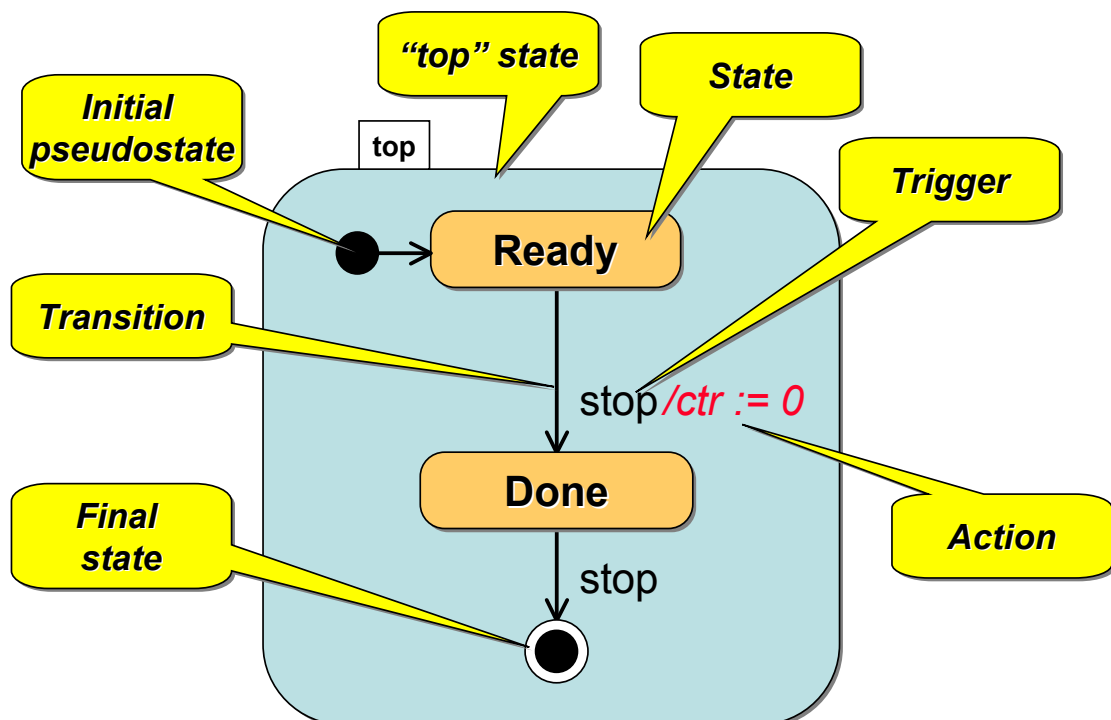 “top” state
State
Initial
pseudostate
top
Trigger
Ready
Transition
stop/ctr := 0
Done
Final
state
Action
stop